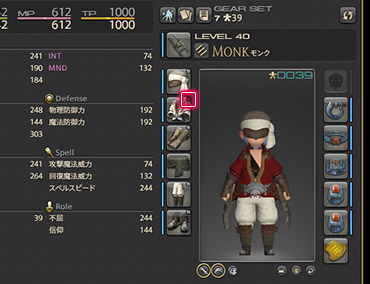 42 MP 612 TP 1000
612 1000
GEAR SET
7 39
LEVEL 40
MONK モンク
0039
241 INT 74
190 MND 132
184
Defense
248 物理防御力 192
144 魔法防御力 192
303
Spell
241 攻撃魔法威力 74
264 回復魔法威力 132
スペルスピード 244
Role
39 不屈 244
信仰 144